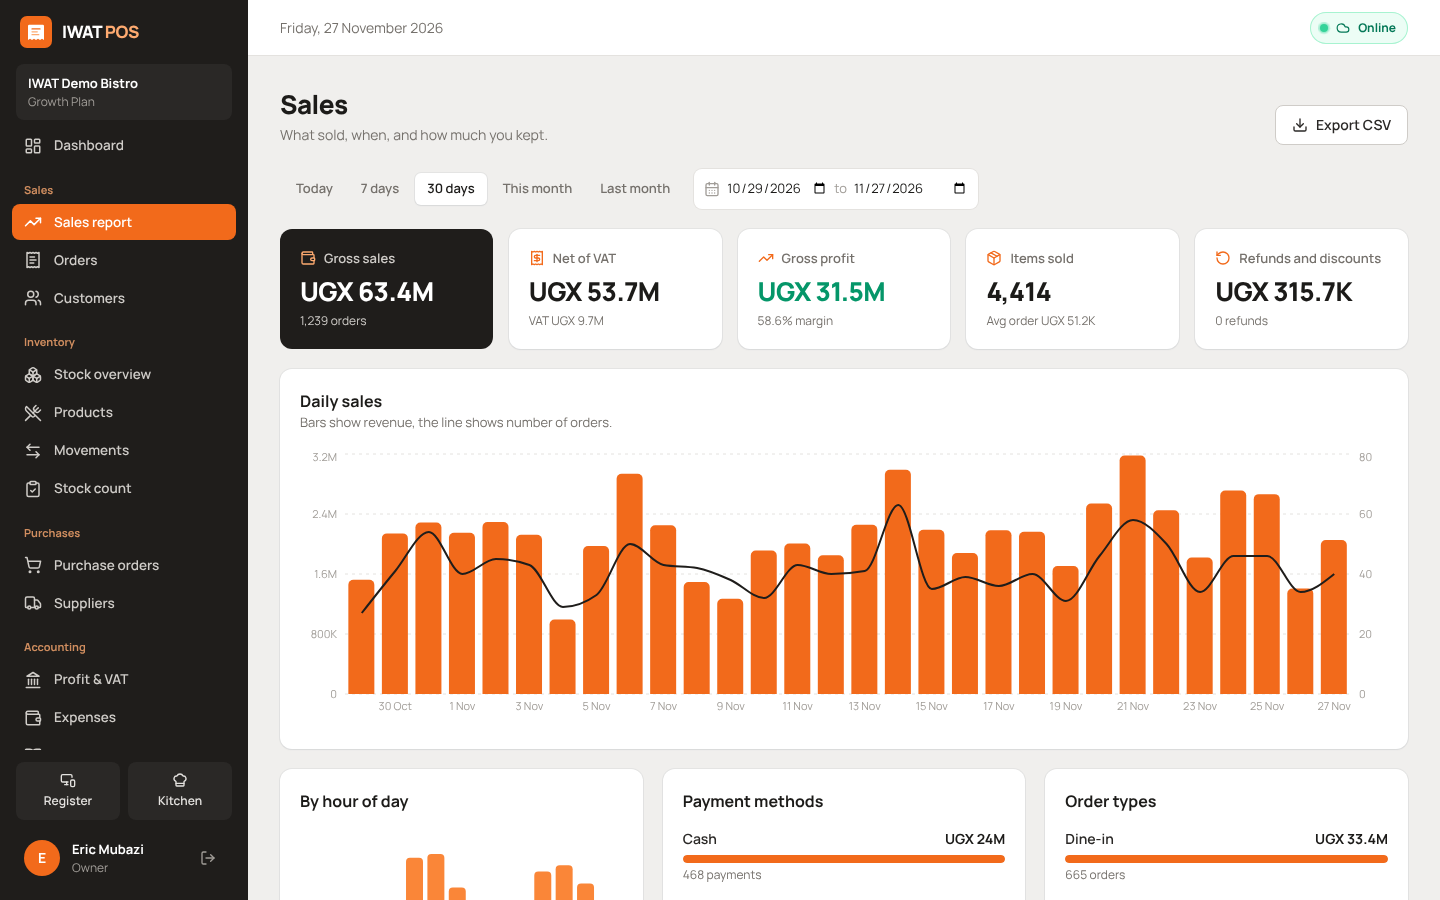 IWAT POS
IWAT Demo Bistro
Growth Plan
Dashboard
Sales
Sales report
Orders
Customers
Inventory
Stock overview
Products
Movements
Stock count
Purchases
Purchase orders
Suppliers
Accounting
Profit & VAT
Expenses
Register
Kitchen
E
Eric Mubazi
Owner
Friday, 27 November 2026
Online
Sales
What sold, when, and how much you kept.
Export CSV
Today 7 days 30 days This month Last month 10/29/2026 to 11/27/2026
Gross sales
UGX 63.4M
1,239 orders
Net of VAT
UGX 53.7M
VAT UGX 9.7M
Gross profit
UGX 31.5M
58.6% margin
Items sold
4,414
Avg order UGX 51.2K
Refunds and discounts
UGX 315.7K
0 refunds
Daily sales
Bars show revenue, the line shows number of orders.
3.2M 80
2.4M 60
1.6M 40
800K 20
0 0
30 Oct 1 Nov 3 Nov 5 Nov 7 Nov 9 Nov 11 Nov 13 Nov 15 Nov 17 Nov 19 Nov 21 Nov 23 Nov 25 Nov 27 Nov
By hour of day
Payment methods
Cash UGX 24M
468 payments
Order types
Dine-in UGX 33.4M
665 orders